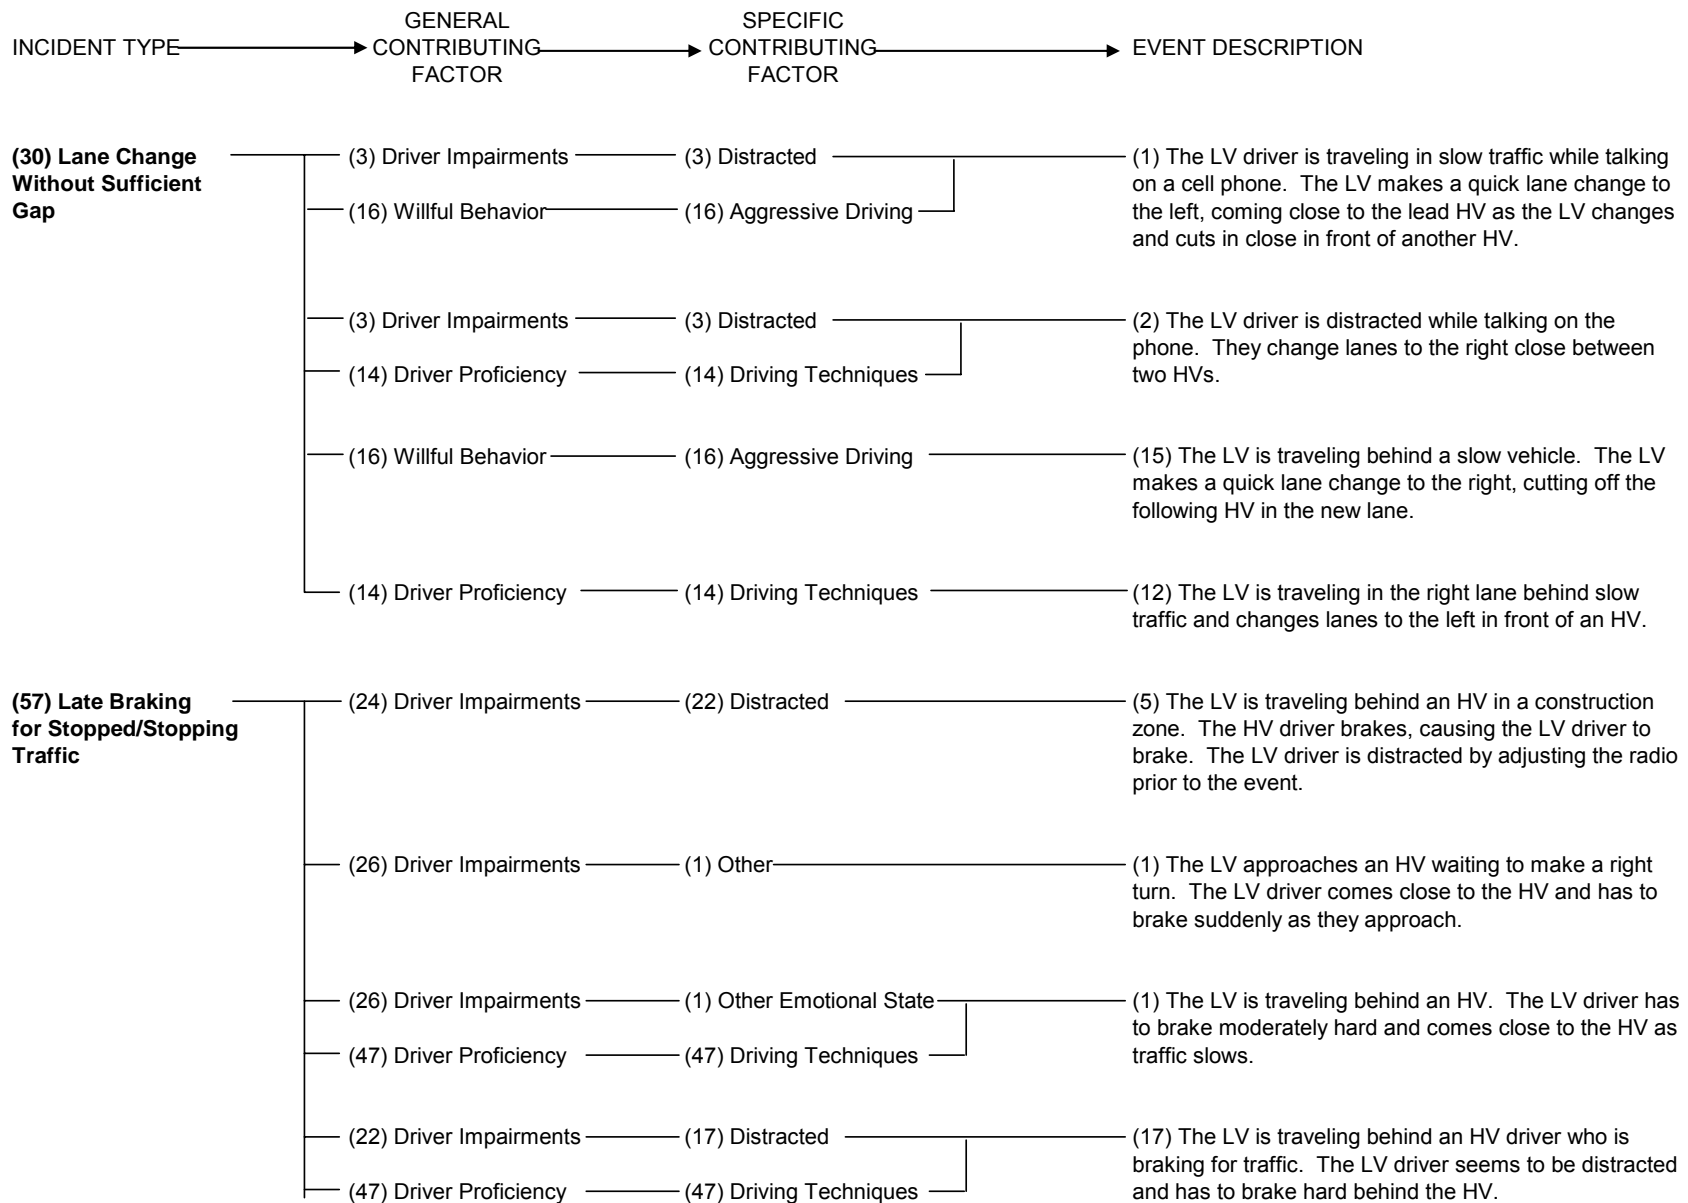 INCIDENT TYPE
GENERAL
CONTRIBUTING
FACTOR
SPECIFIC
CONTRIBUTING
FACTOR
EVENT DESCRIPTION
(30) Lane Change
Without Sufficient
Gap
(3) Driver Impairments
(3) Distracted
(16) Willful Behavior
(16) Aggressive Driving
(1) The LV driver is traveling in slow traffic while talking
on a cell phone. The LV makes a quick lane change to
the left, coming close to the lead HV as the LV changes
and cuts in close in front of another HV.
(3) Driver Impairments
(3) Distracted
(14) Driver Proficiency
(14) Driving Techniques
(2) The LV driver is distracted while talking on the
phone. They change lanes to the right close between
two HVs.
(16) Willful Behavior
(16) Aggressive Driving
(15) The LV is traveling behind a slow vehicle. The LV
makes a quick lane change to the right, cutting off the
following HV in the new lane.
(14) Driver Proficiency
(14) Driving Techniques
(12) The LV is traveling in the right lane behind slow
traffic and changes lanes to the left in front of an HV.
(57) Late Braking
for Stopped/Stopping
Traffic
(24) Driver Impairments
(22) Distracted
(5) The LV is traveling behind an HV in a construction
zone. The HV driver brakes, causing the LV driver to
brake. The LV driver is distracted by adjusting the radio
prior to the event.
(26) Driver Impairments
(1) Other
(1) The LV approaches an HV waiting to make a right
turn. The LV driver comes close to the HV and has to
brake suddenly as they approach.
(26) Driver Impairments
(1) Other Emotional State
(47) Driver Proficiency
(47) Driving Techniques
(1) The LV is traveling behind an HV. The LV driver has
to brake moderately hard and comes close to the HV as
traffic slows.
(22) Driver Impairments
(17) Distracted
(47) Driver Proficiency
(47) Driving Techniques
(17) The LV is traveling behind an HV driver who is
braking for traffic. The LV driver seems to be distracted
and has to brake hard behind the HV.